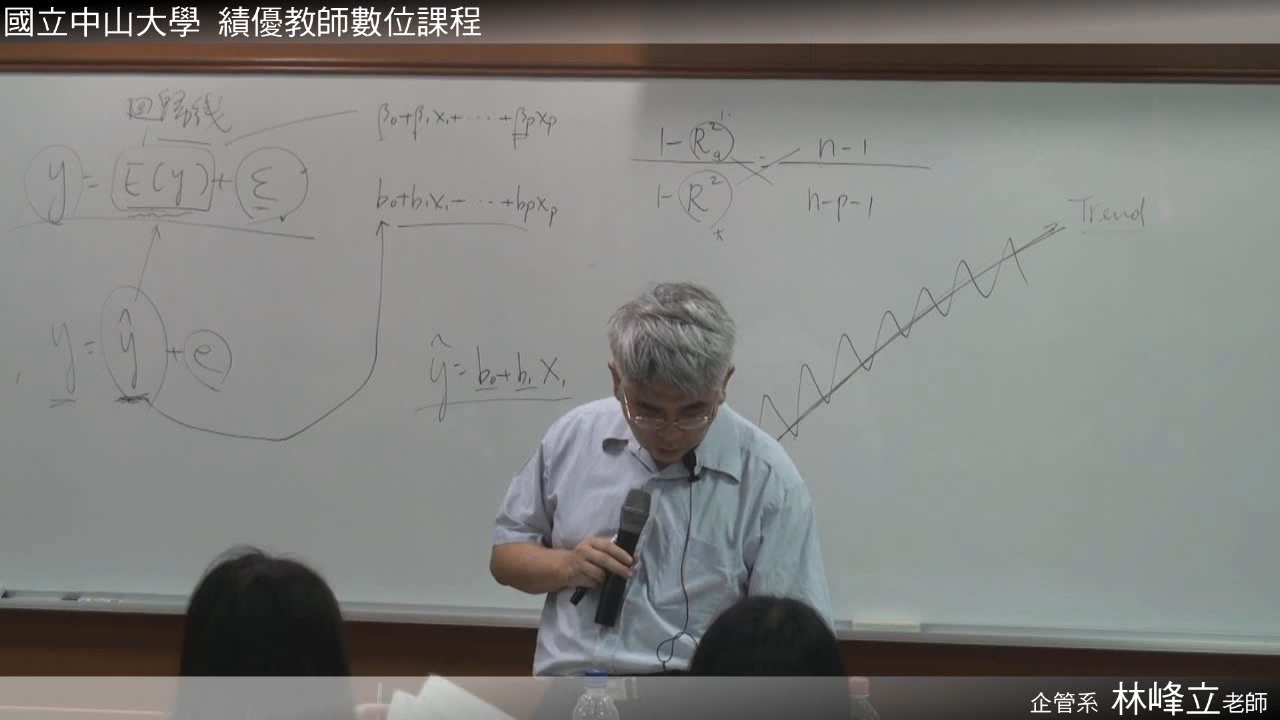 國立中山大學 績優教師數位課程
回歸线
β₀+β₁x₁+⋯+βₚxₚ
y=E(y)+ε
b₀+b₁x₁+⋯+bₚxₚ
1-Rₐ²
1-R²
=
n-1
n-p-1
Trend
y=ŷ+e
ŷ=b₀+b₁x₁
企管系 林峰立老師